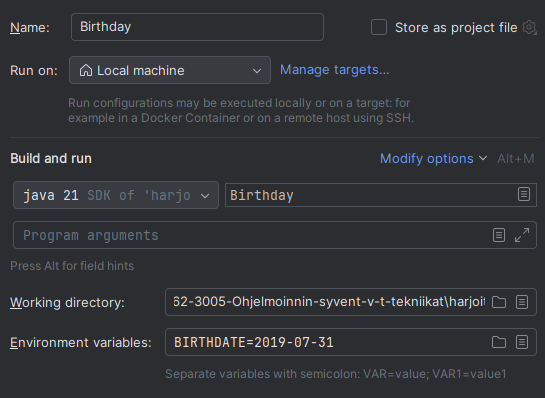 Name: Birthday Store as project file
Run on: Local machine Manage targets...
Run configurations may be executed locally or on a target: for
example in a Docker Container or on a remote host using SSH.
Build and run Modify options Alt+M
java 21 SDK of 'harjo Birthday
Program arguments
Press Alt for field hints
Working directory: 62-3005-Ohjelmoinnin-syvent-v-t-tekniikat\harjoit
Environment variables: BIRTHDATE=2019-07-31
Separate variables with semicolon: VAR=value; VAR1=value1